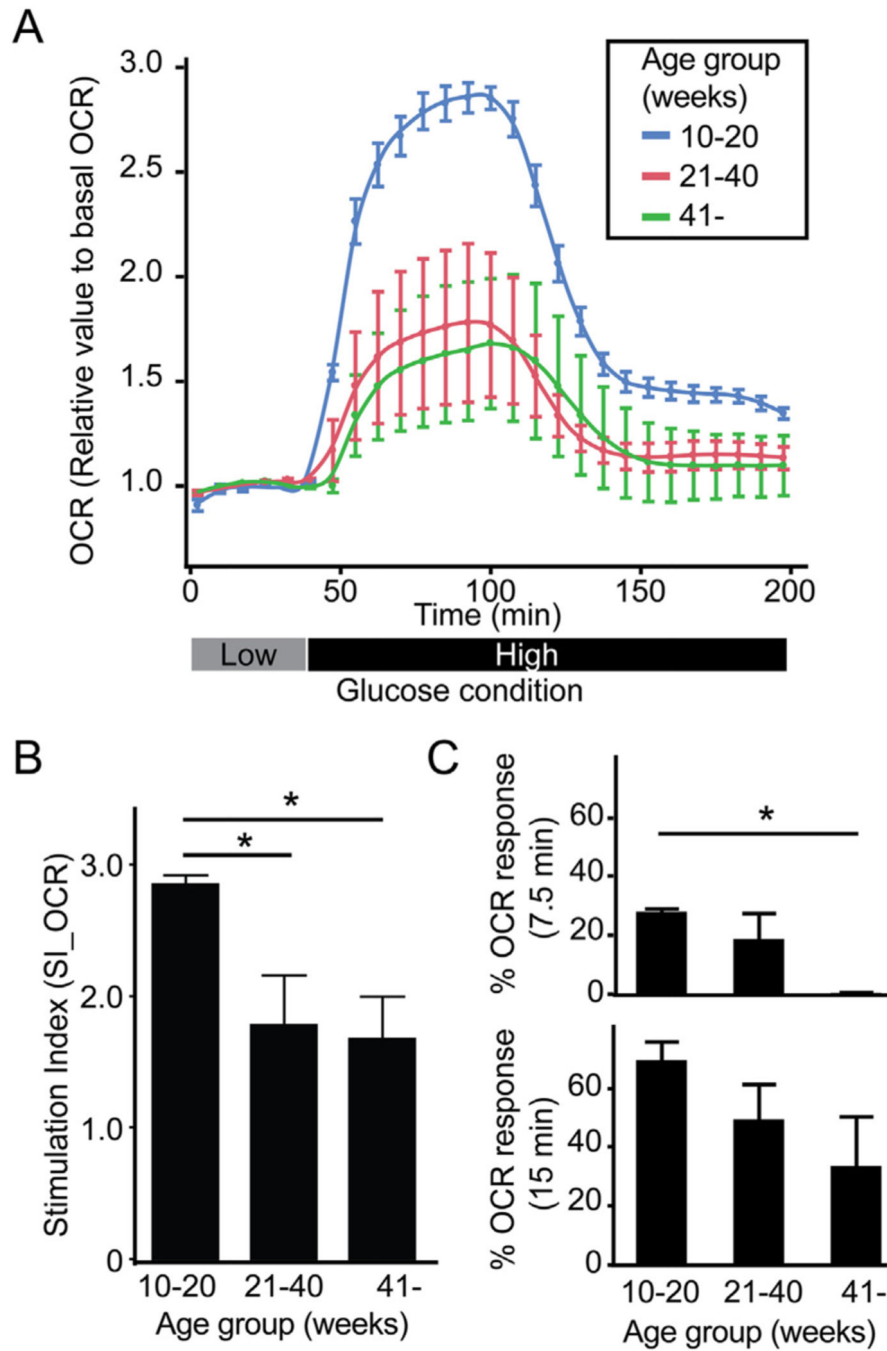 A
OCR (Relative value to basal OCR)
3.0
2.5
2.0
1.5
1.0
0
50
100
150
200
Time (min)
Low
High
Glucose condition
Age group
(weeks)
10-20
21-40
41-
B
Stimulation Index (SI_OCR)
3.0
2.0
1.0
0
*
*
10-20
21-40
41-
Age group (weeks)
C
% OCR response
(7.5 min)
60
40
20
0
*
% OCR response
(15 min)
60
40
20
0
10-20
21-40
41-
Age group (weeks)